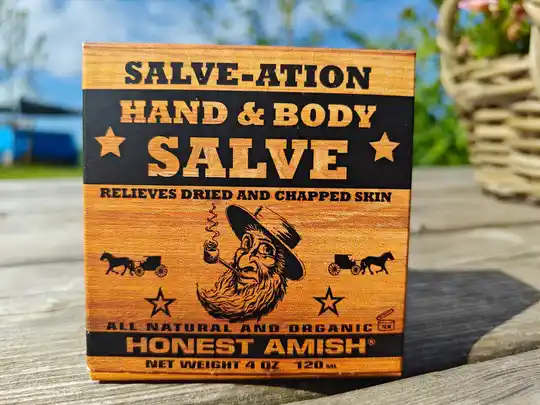 SALVE-ATION
HAND & BODY
SALVE
RELIEVES DRIED AND CHAPPED SKIN
ALL NATURAL AND ORGANIC
HONEST AMISH®
NET WEIGHT 4 OZ 120 ML